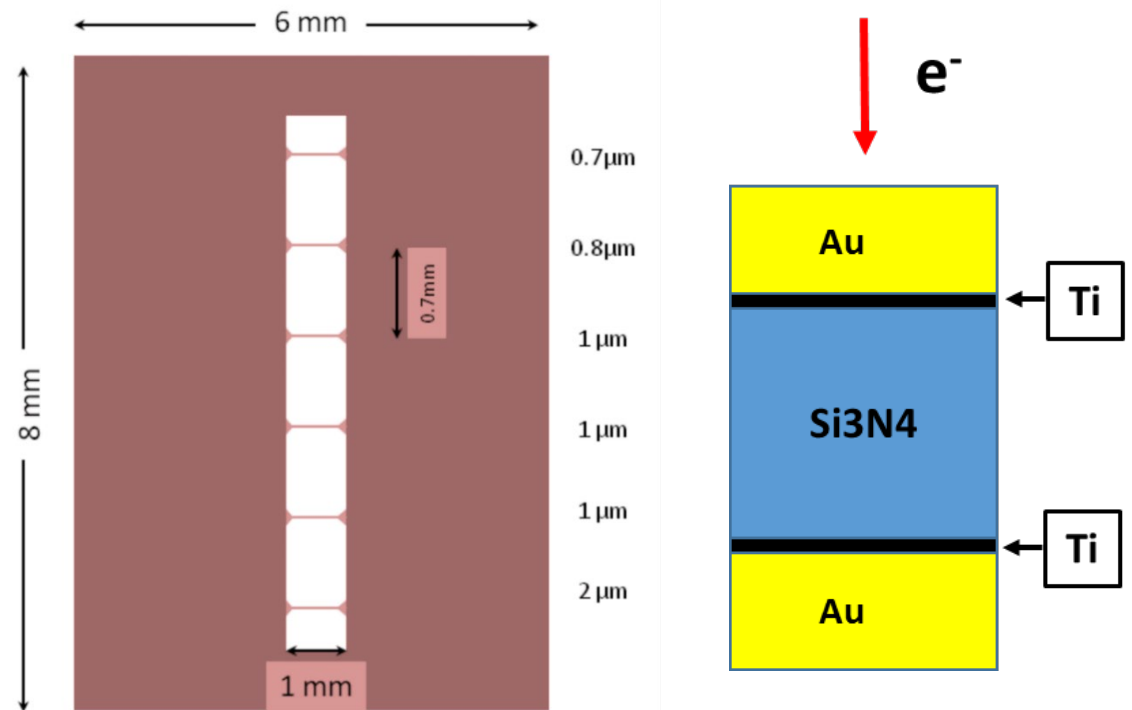 6 mm
8 mm
0.7µm
0.8µm
0.7mm
1 µm
1 µm
1 µm
2 µm
1 mm
e-
Au
Ti
Si3N4
Ti
Au